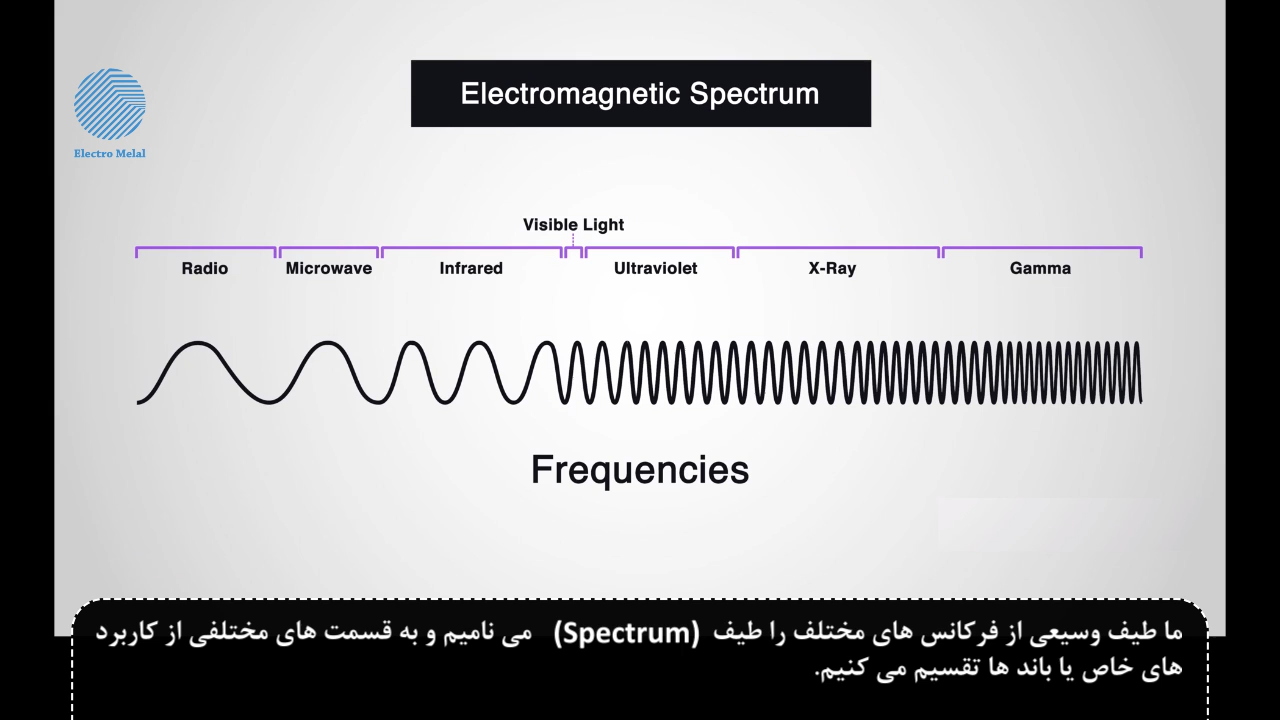 Electromagnetic Spectrum
Electro Melal
Visible Light
Radio Microwave Infrared Ultraviolet X-Ray Gamma
Frequencies
ما طیف وسیعی از فرکانس های مختلف را طیف (Spectrum) می نامیم و به قسمت های مختلفی از کاربرد
های خاص یا باند ها تقسیم می کنیم.